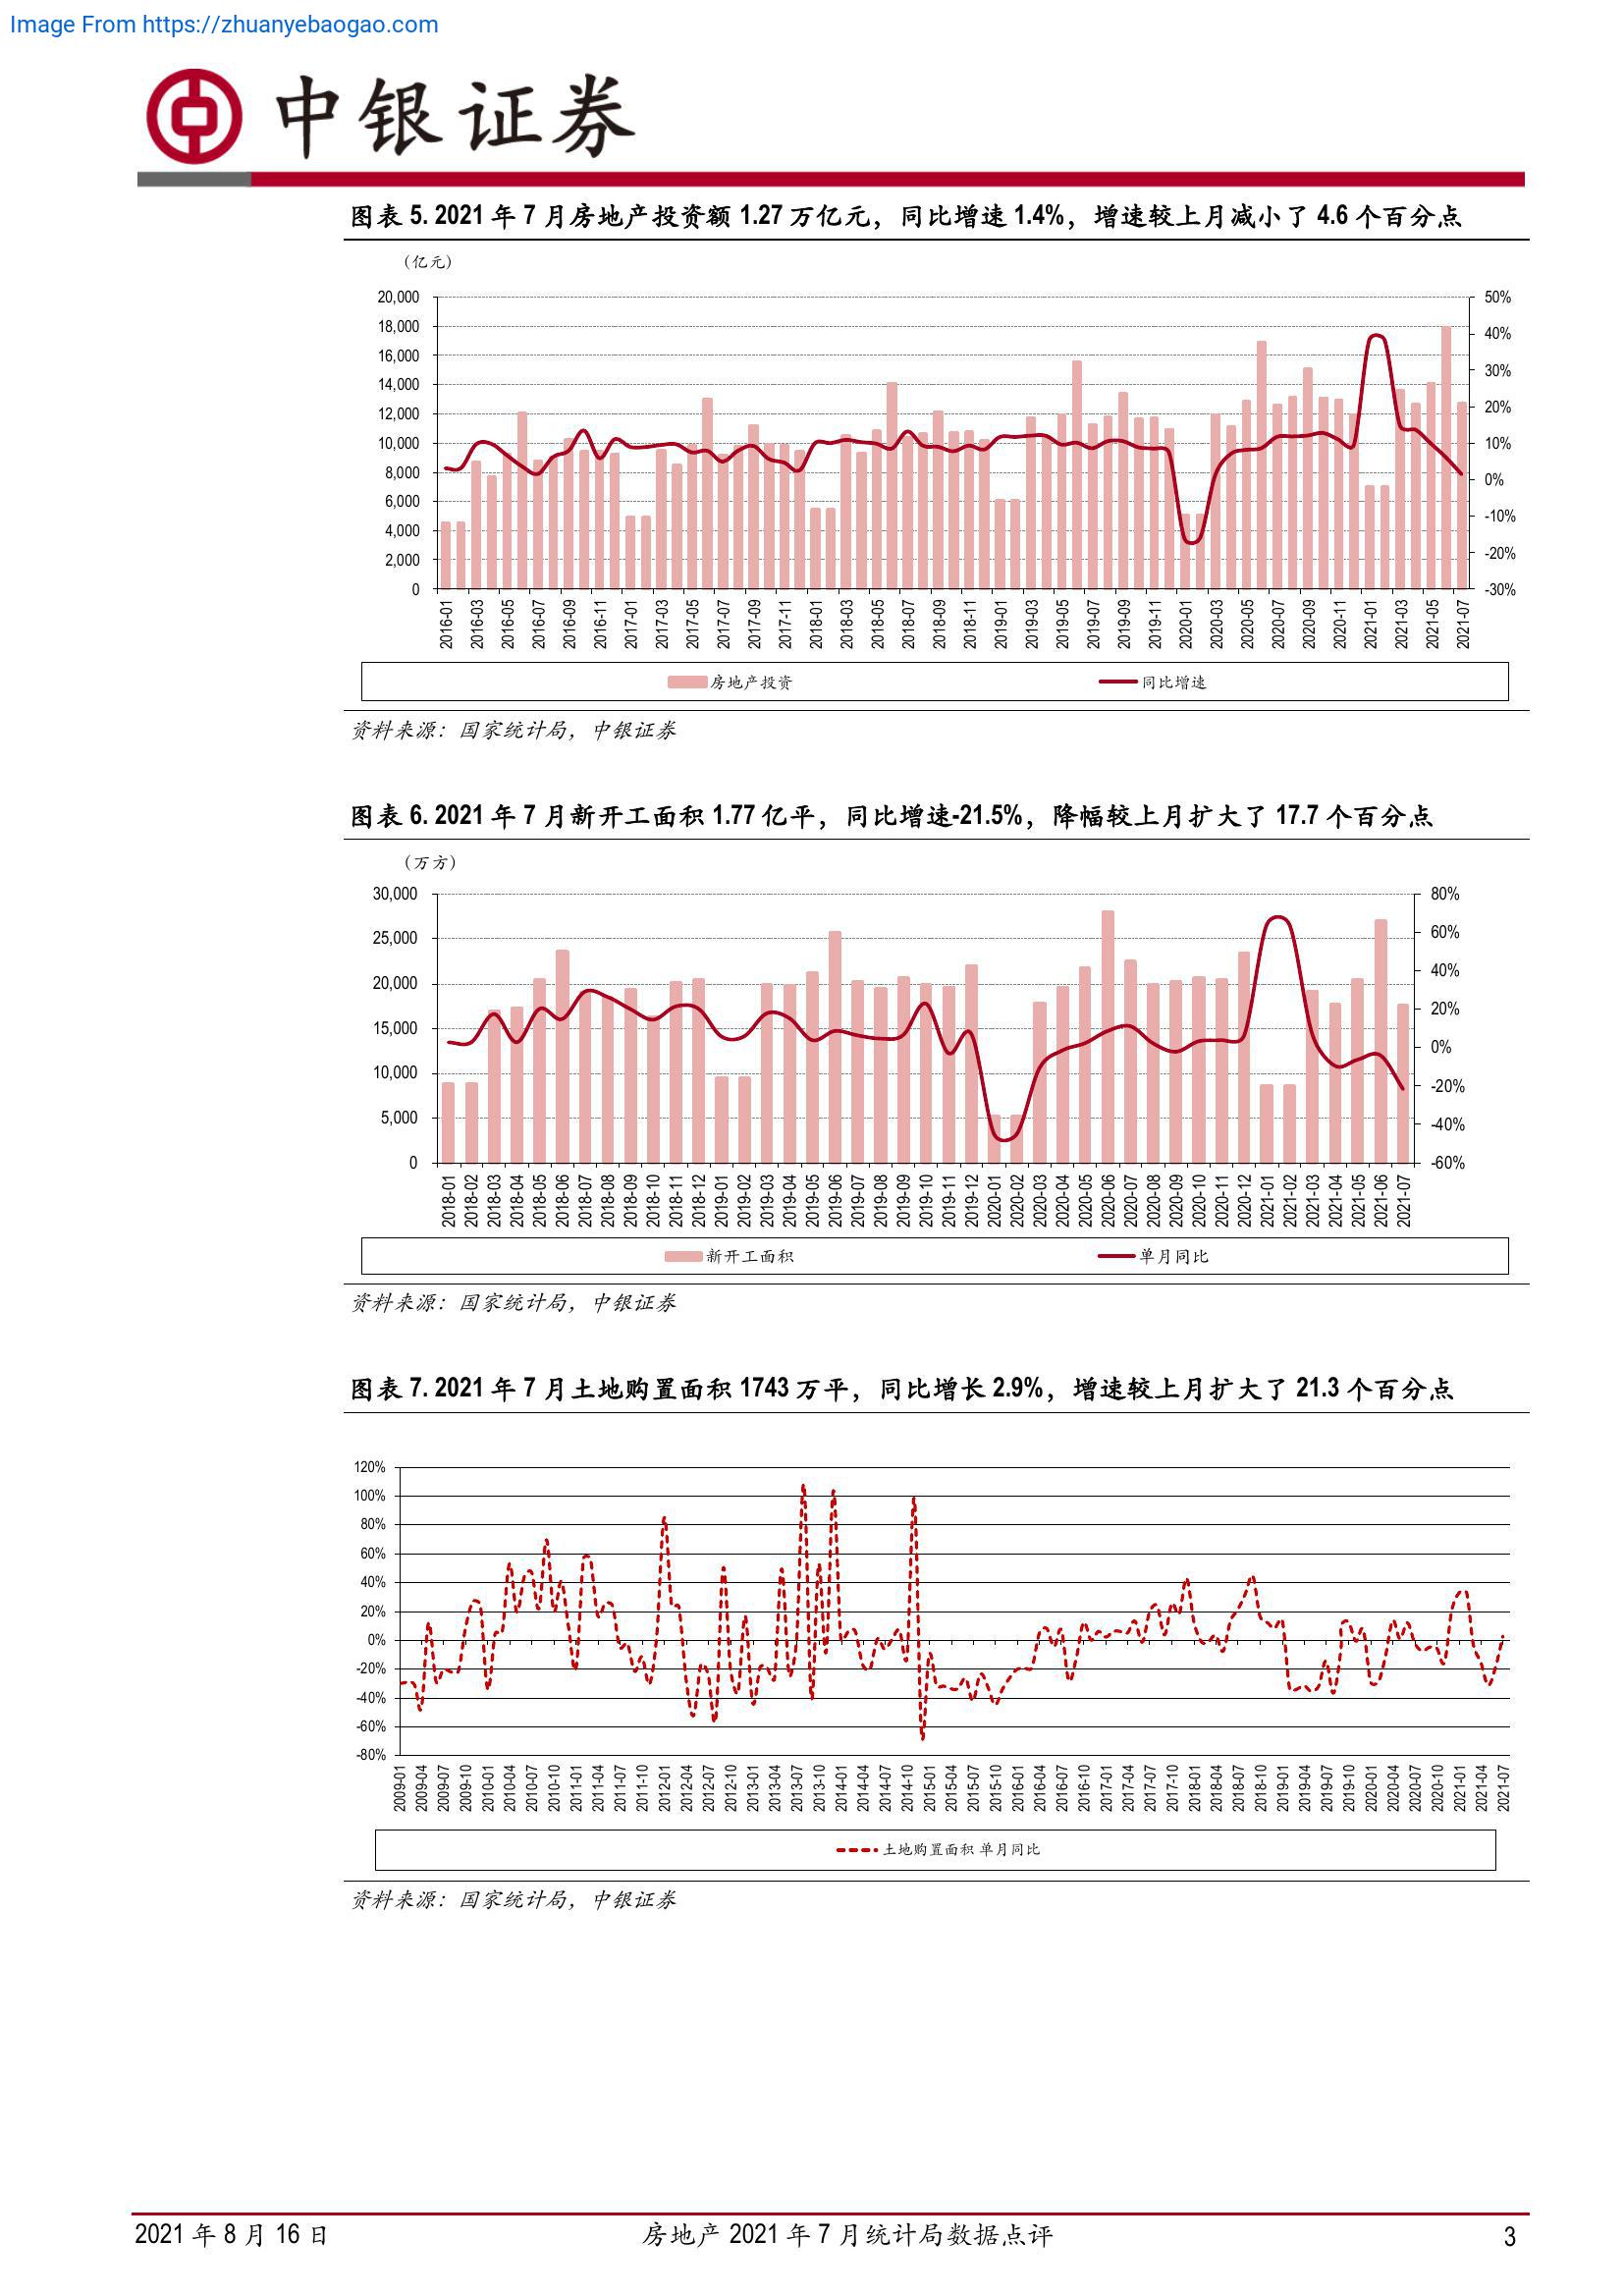 Image From https://zhuanyebaogao.com
中银证券
图表 5. 2021 年 7 月房地产投资额 1.27 万亿元，同比增速 1.4%，增速较上月减小了 4.6 个百分点
（亿元）
20,000
18,000
16,000
14,000
12,000
10,000
8,000
6,000
4,000
2,000
0
50%
40%
30%
20%
10%
0%
-10%
-20%
-30%
2016-01 2016-03 2016-05 2016-07 2016-09 2016-11 2017-01 2017-03 2017-05 2017-07 2017-09 2017-11 2018-01 2018-03 2018-05 2018-07 2018-09 2018-11 2019-01 2019-03 2019-05 2019-07 2019-09 2019-11 2020-01 2020-03 2020-05 2020-07 2020-09 2020-11 2021-01 2021-03 2021-05 2021-07
房地产投资 同比增速
资料来源：国家统计局，中银证券
图表 6. 2021 年 7 月新开工面积 1.77 亿平，同比增速-21.5%，降幅较上月扩大了 17.7 个百分点
（万方）
30,000
25,000
20,000
15,000
10,000
5,000
0
80%
60%
40%
20%
0%
-20%
-40%
-60%
2018-01 2018-02 2018-03 2018-04 2018-05 2018-06 2018-07 2018-08 2018-09 2018-10 2018-11 2018-12 2019-01 2019-02 2019-03 2019-04 2019-05 2019-06 2019-07 2019-08 2019-09 2019-10 2019-11 2019-12 2020-01 2020-02 2020-03 2020-04 2020-05 2020-06 2020-07 2020-08 2020-09 2020-10 2020-11 2020-12 2021-01 2021-02 2021-03 2021-04 2021-05 2021-06 2021-07
新开工面积 单月同比
资料来源：国家统计局，中银证券
图表 7. 2021 年 7 月土地购置面积 1743 万平，同比增长 2.9%，增速较上月扩大了 21.3 个百分点
120%
100%
80%
60%
40%
20%
0%
-20%
-40%
-60%
-80%
2009-01 2009-04 2009-07 2009-10 2010-01 2010-04 2010-07 2010-10 2011-01 2011-04 2011-07 2011-10 2012-01 2012-04 2012-07 2012-10 2013-01 2013-04 2013-07 2013-10 2014-01 2014-04 2014-07 2014-10 2015-01 2015-04 2015-07 2015-10 2016-01 2016-04 2016-07 2016-10 2017-01 2017-04 2017-07 2017-10 2018-01 2018-04 2018-07 2018-10 2019-01 2019-04 2019-07 2019-10 2020-01 2020-04 2020-07 2020-10 2021-01 2021-04 2021-07
土地购置面积 单月同比
资料来源：国家统计局，中银证券
2021 年 8 月 16 日 房地产 2021 年 7 月统计局数据点评 3